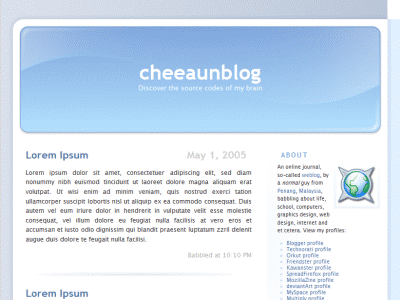 cheeaunblog
Discover the source codes of my brain
Lorem Ipsum
May 1, 2005
Lorem ipsum dolor sit amet, consectetuer adipiscing elit, sed diam
nonummy nibh euismod tincidunt ut laoreet dolore magna aliquam erat
volutpat. Ut wisi enim ad minim veniam, quis nostrud exerci tation
ullamcorper suscipit lobortis nisl ut aliquip ex ea commodo consequat. Duis
autem vel eum iriure dolor in hendrerit in vulputate velit esse molestie
consequat, vel illum dolore eu feugiat nulla facilisis at vero eros et
accumsan et iusto odio dignissim qui blandit praesent luptatum zzril delenit
augue duis dolore te feugait nulla facilisi.
Babbled at 10:10 PM
Lorem Ipsum
ABOUT
An online journal,
so-called weblog, by
a normal guy from
Penang, Malaysia,
babbling about life,
school, computers,
graphics design, web
design, internet and
et cetera. View my profiles:
Blogger profile
Technorati profile
Orkut profile
Friendster profile
Kawanster profile
SpreadFirefox profile
MozillaZine profile
deviantArt profile
MySpace profile
Multiply profile